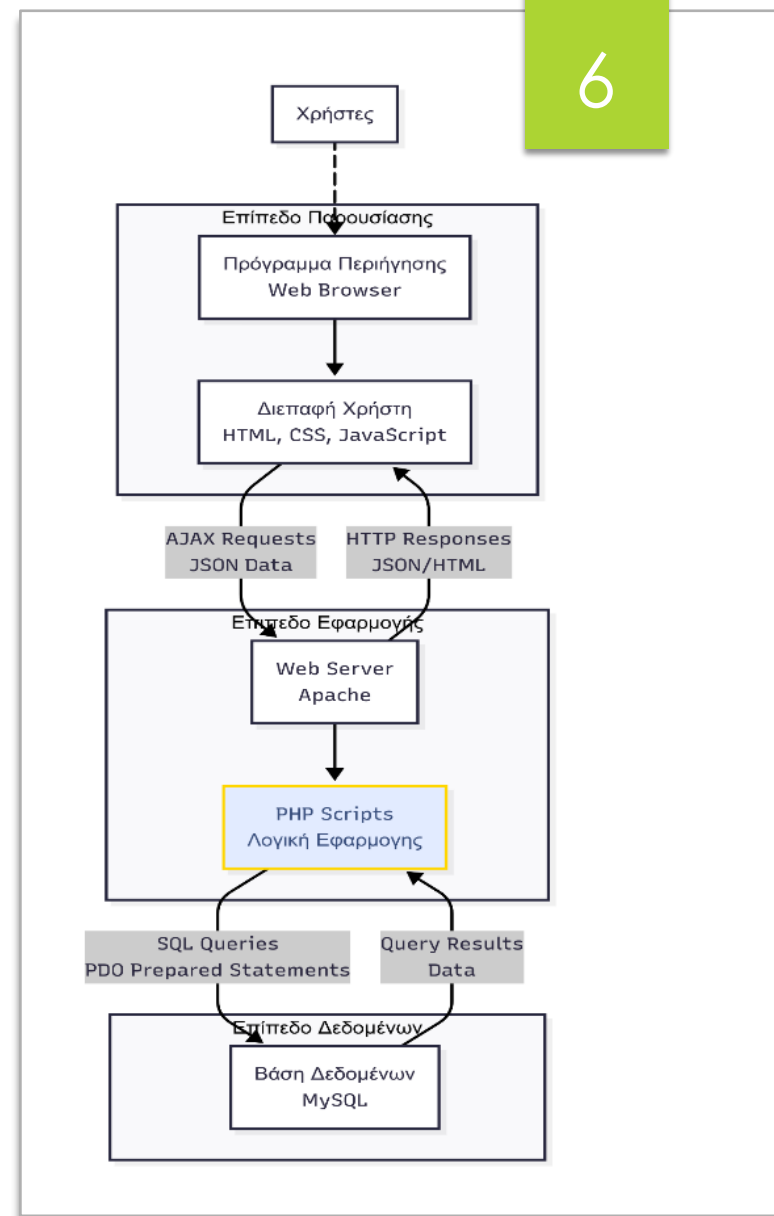 6
Χρήστες
Επίπεδο Παρουσίασης
Πρόγραμμα Περιήγησης
Web Browser
Διεπαφή Χρήστη
HTML, CSS, JavaScript
AJAX Requests
JSON Data
HTTP Responses
JSON/HTML
Επίπεδο Εφαρμογής
Web Server
Apache
PHP Scripts
Λογική Εφαρμογης
SQL Queries
PDO Prepared Statements
Query Results
Data
Επίπεδο Δεδομένων
Βάση Δεδομένων
MySQL